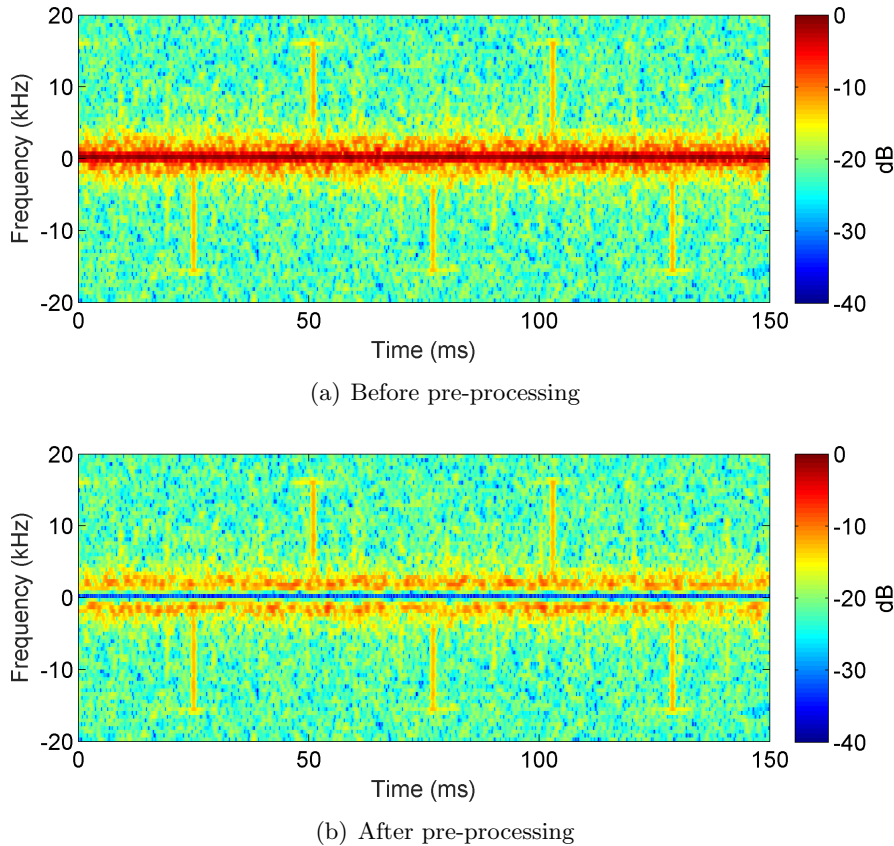 20
10
0
-10
-20
Frequency (kHz)
0 50 100 150
Time (ms)
0
-10
-20
-30
-40
dB
(a) Before pre-processing
20
10
0
-10
-20
Frequency (kHz)
0 50 100 150
Time (ms)
0
-10
-20
-30
-40
dB
(b) After pre-processing